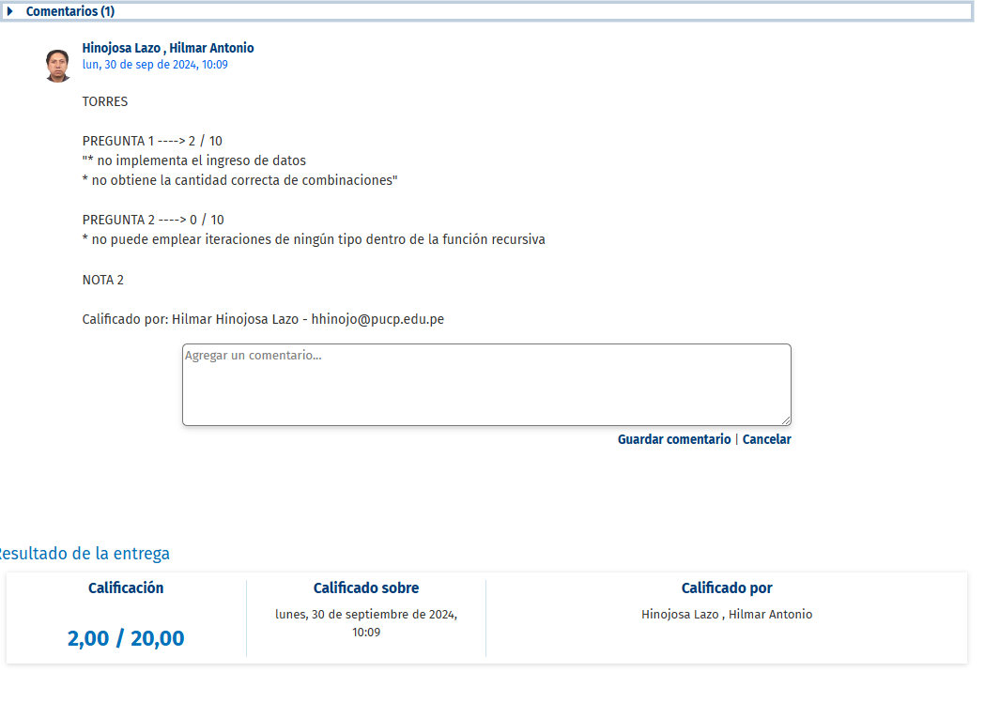 Comentarios (1)
Hinojosa Lazo , Hilmar Antonio
lun, 30 de sep de 2024, 10:09
TORRES
PREGUNTA 1 ----> 2 / 10
"* no implementa el ingreso de datos
* no obtiene la cantidad correcta de combinaciones"
PREGUNTA 2 ----> 0 / 10
* no puede emplear iteraciones de ningún tipo dentro de la función recursiva
NOTA 2
Calificado por: Hilmar Hinojosa Lazo - hhinojo@pucp.edu.pe
Agregar un comentario...
Guardar comentario | Cancelar
Resultado de la entrega
Calificación
Calificado sobre
Calificado por
2,00 / 20,00
lunes, 30 de septiembre de 2024,
10:09
Hinojosa Lazo , Hilmar Antonio